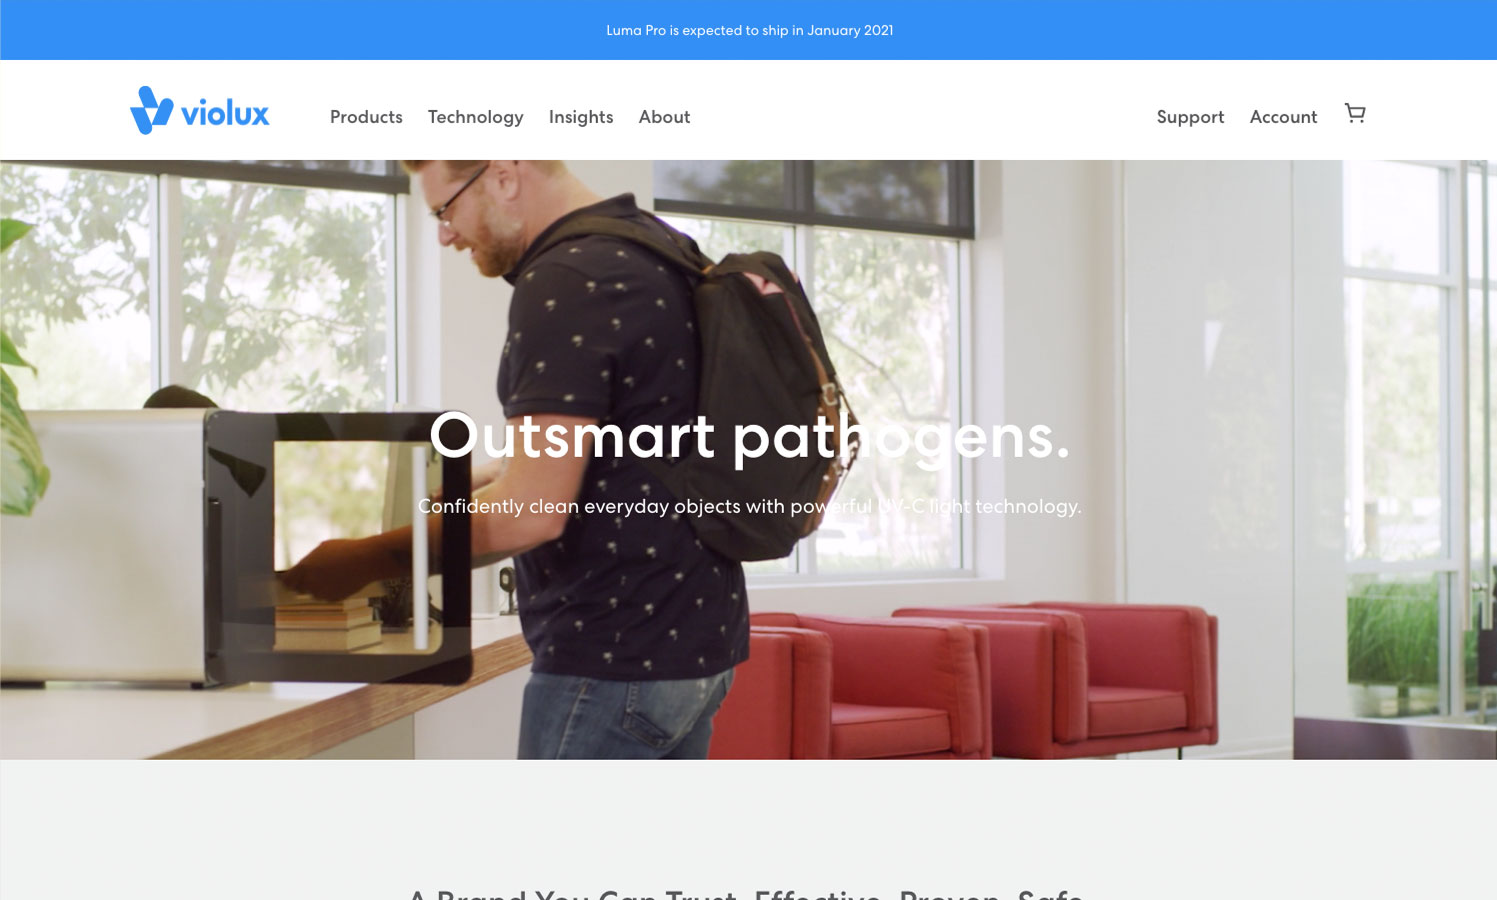 Luma Pro is expected to ship in January 2021
violux
Products Technology Insights About
Support Account
Outsmart pathogens.
Confidently clean everyday objects with powerful UV-C light technology.
A Brand You Can Trust. Effective. Proven. Safe.